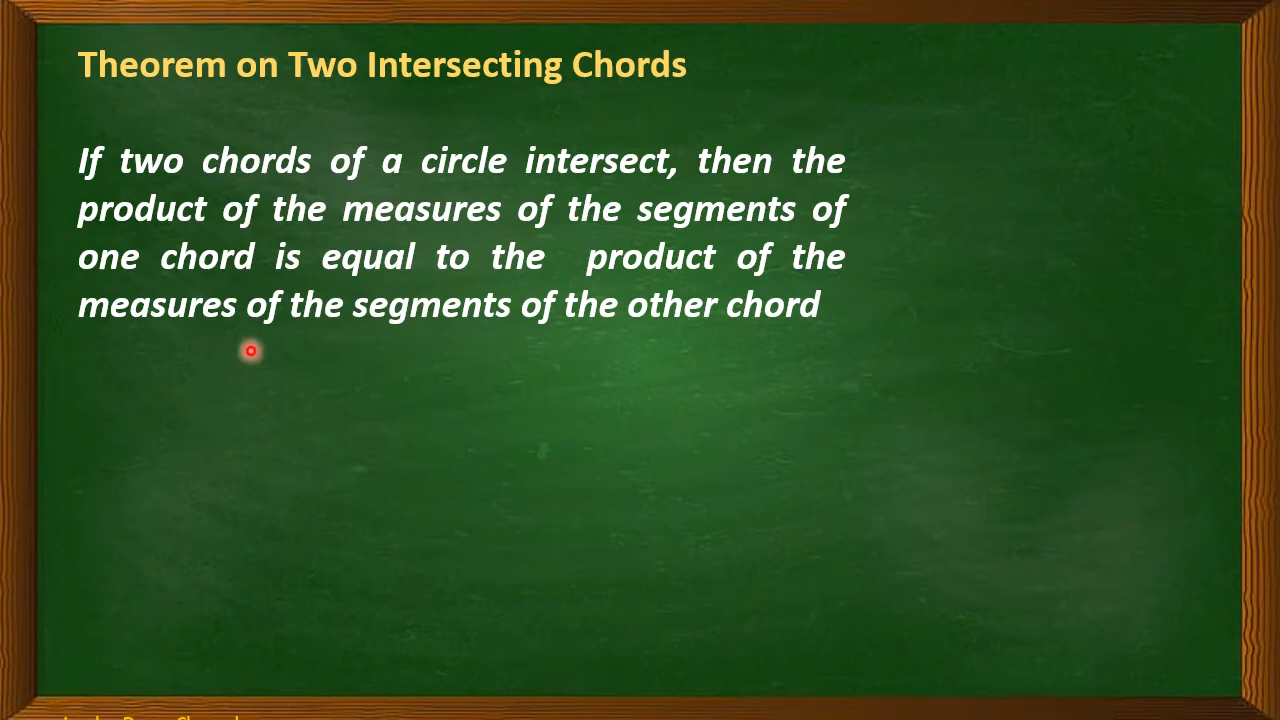 Theorem on Two Intersecting Chords
If two chords of a circle intersect, then the
product of the measures of the segments of
one chord is equal to the product of the
measures of the segments of the other chord